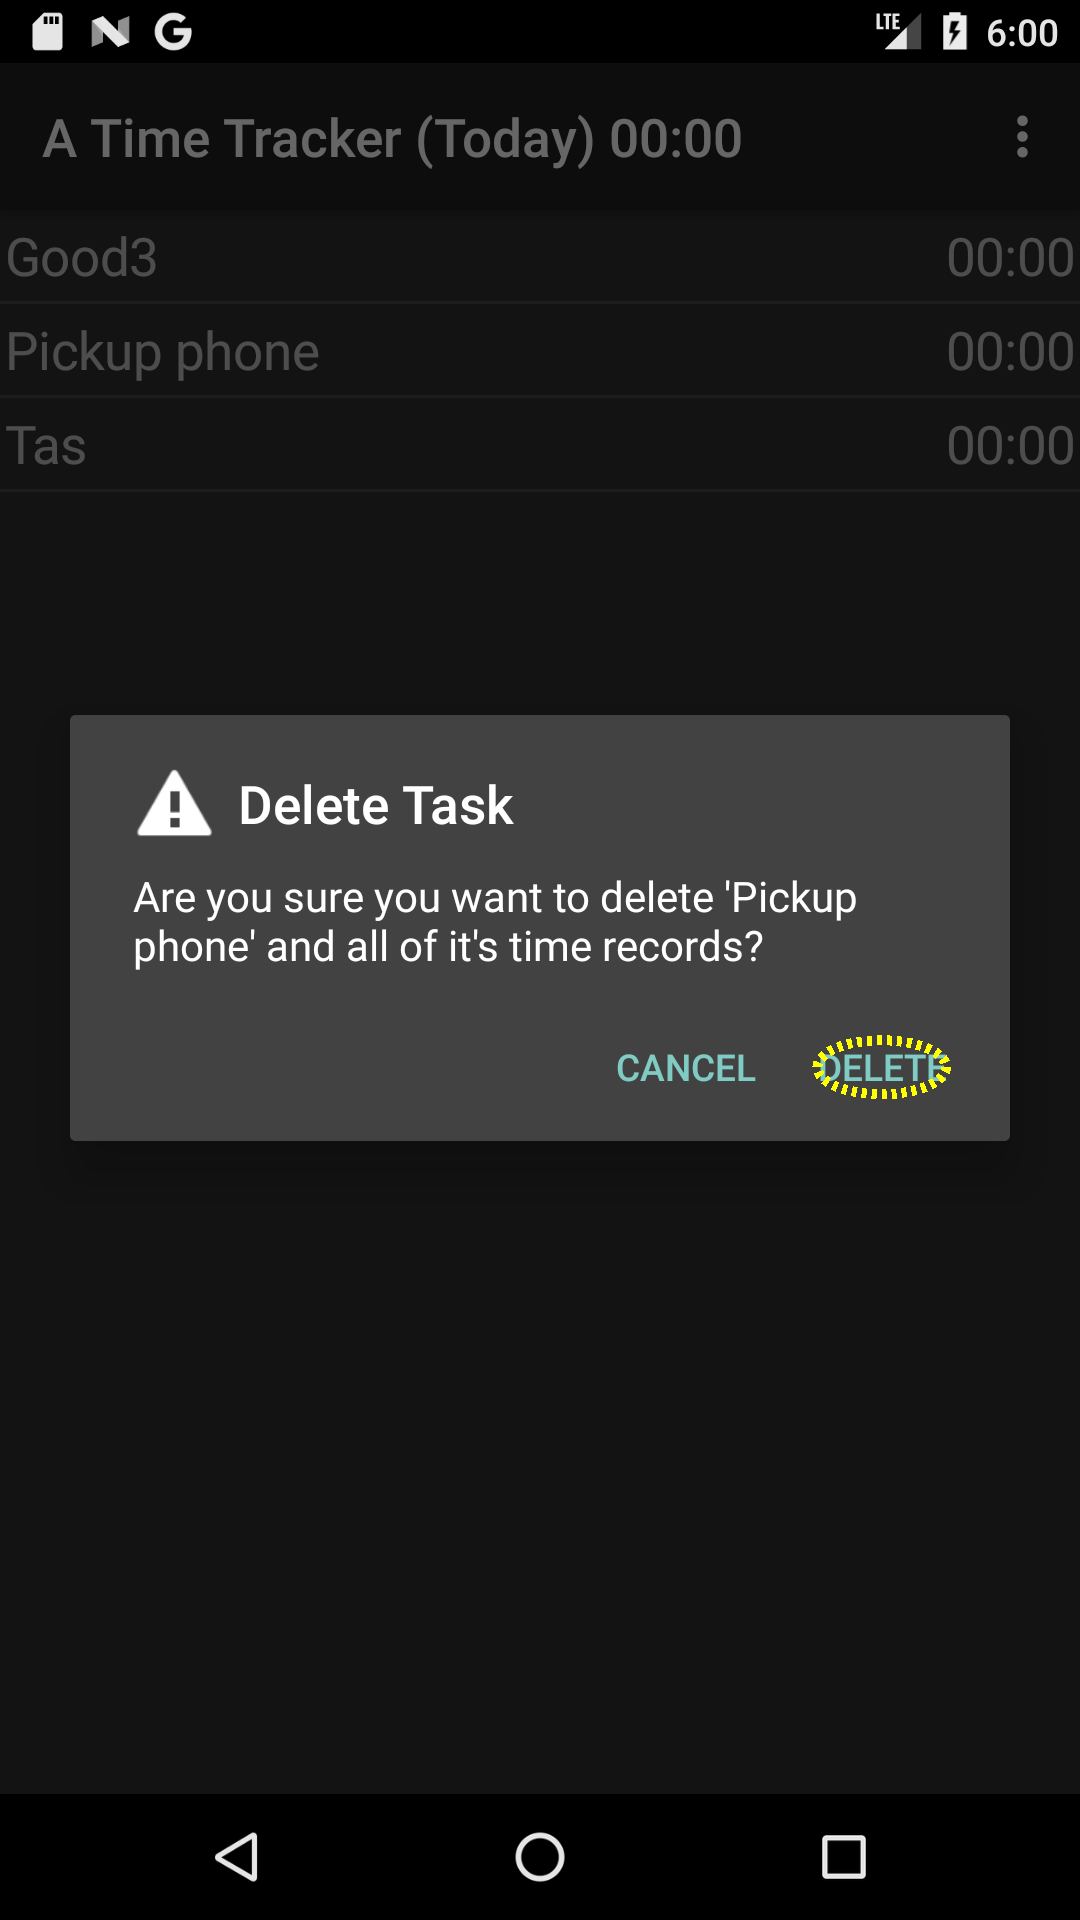 LTE 6:00
A Time Tracker (Today) 00:00
Good3 00:00
Pickup phone 00:00
Tas 00:00
Delete Task
Are you sure you want to delete 'Pickup
phone' and all of it's time records?
CANCEL DELETE